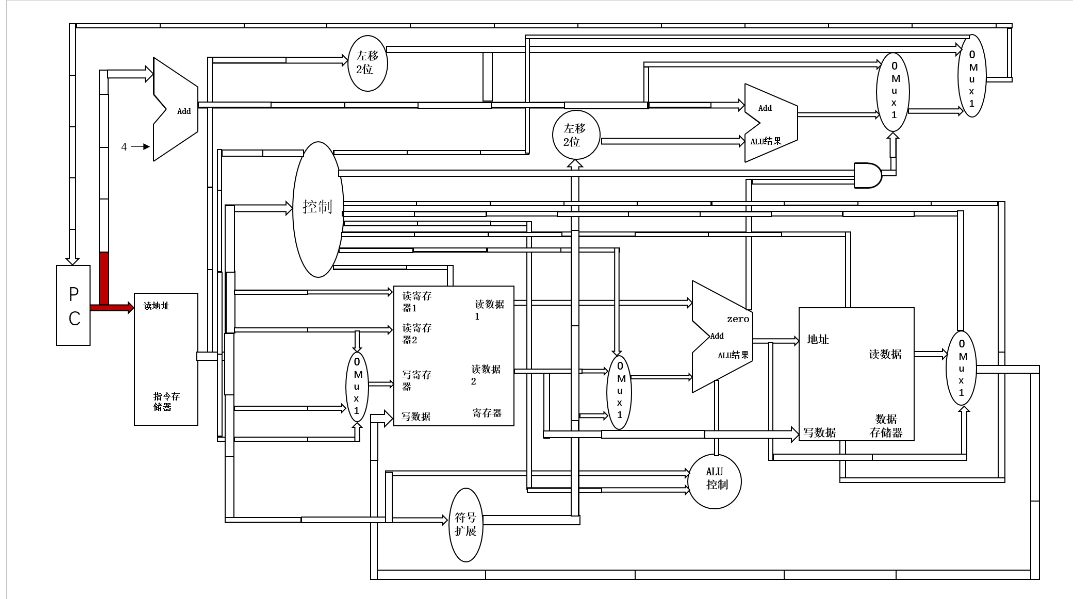 左移
2位
0
M
u
x
1
0
M
u
x
1
Add
4
Add
ALU结果
左移
2位
控制
P
C
读地址
指令存
储器
读寄存
器1
读寄存
器2
写寄存
器
写数据
读数据
1
读数据
2
寄存器
0
M
u
x
1
0
M
u
x
1
zero
Add
ALU结果
地址
读数据
写数据
数据
存储器
0
M
u
x
1
ALU
控制
符号
扩展